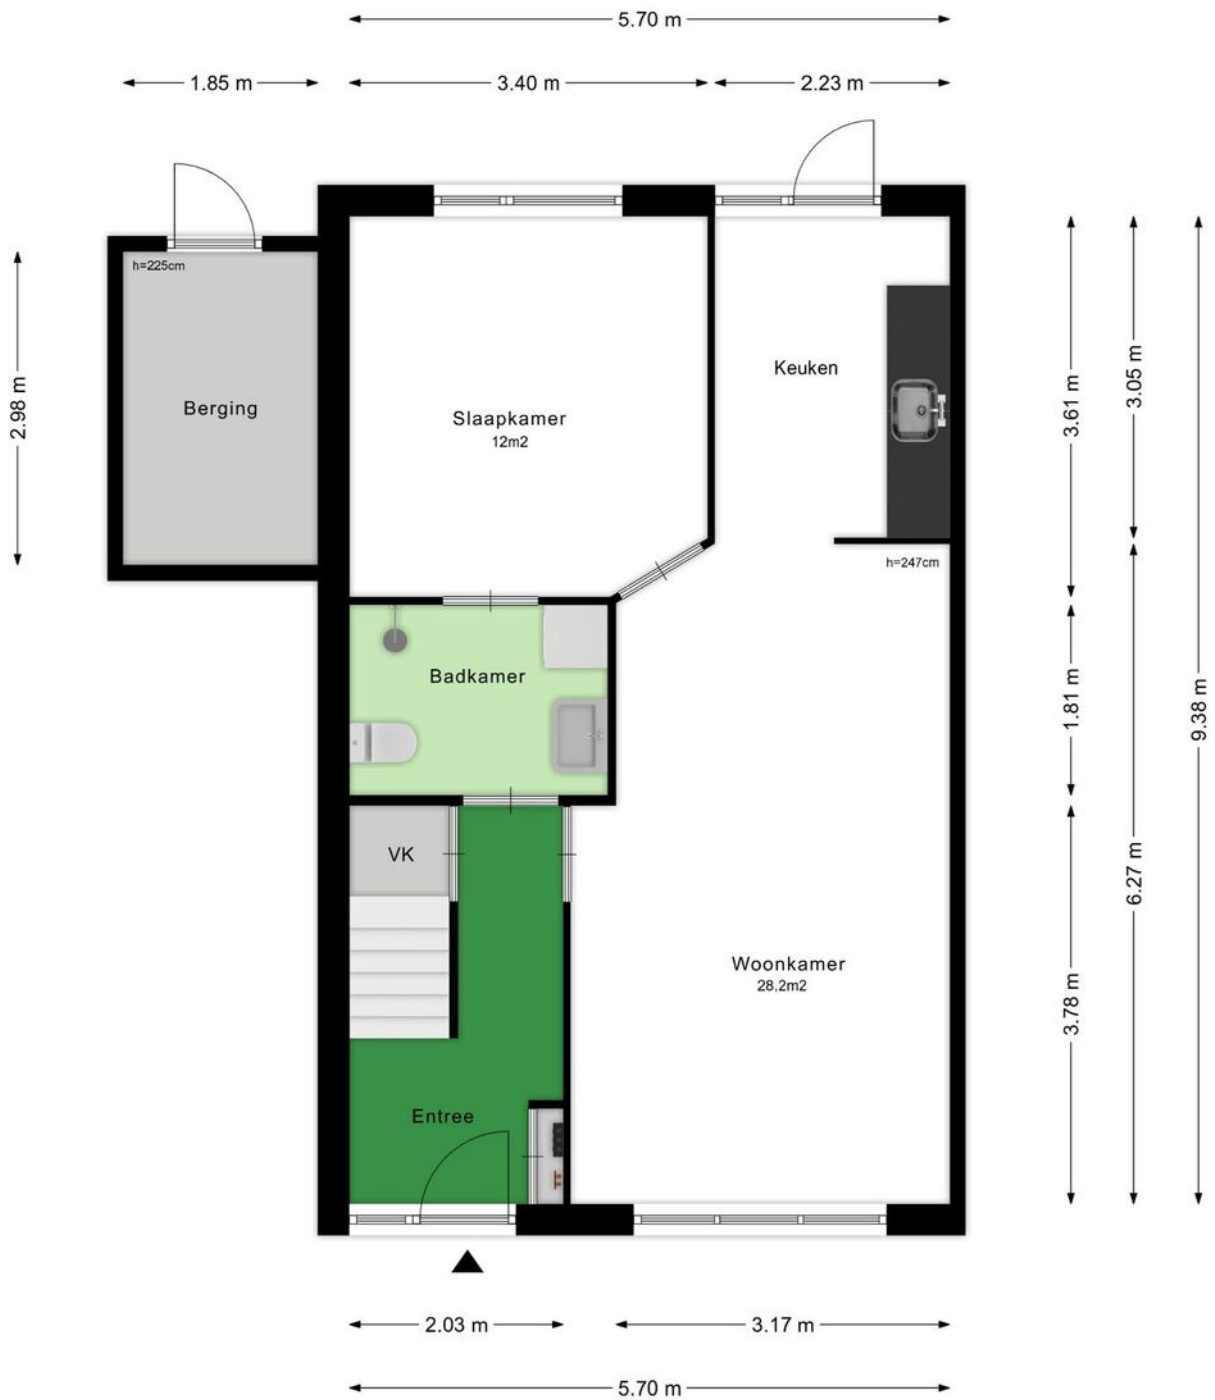 5.70 m
1.85 m
3.40 m
2.23 m
h=225cm
2.98 m
Berging
Slaapkamer
12m2
Keuken
3.61 m
3.05 m
h=247cm
Badkamer
1.81 m
9.38 m
VK
6.27 m
Woonkamer
28,2m2
3.78 m
Entree
2.03 m
3.17 m
5.70 m